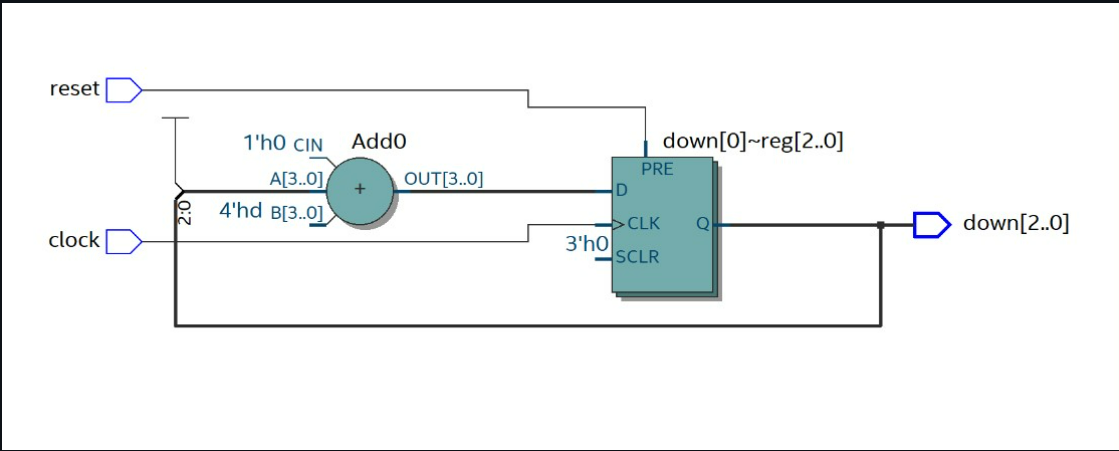 reset
1'h0 CIN
Add0
down[0]~reg[2..0]
PRE
A[3..0]
+
OUT[3..0]
D
2:0
4'hd B[3..0]
clock
CLK
Q
down[2..0]
3'h0
SCLR